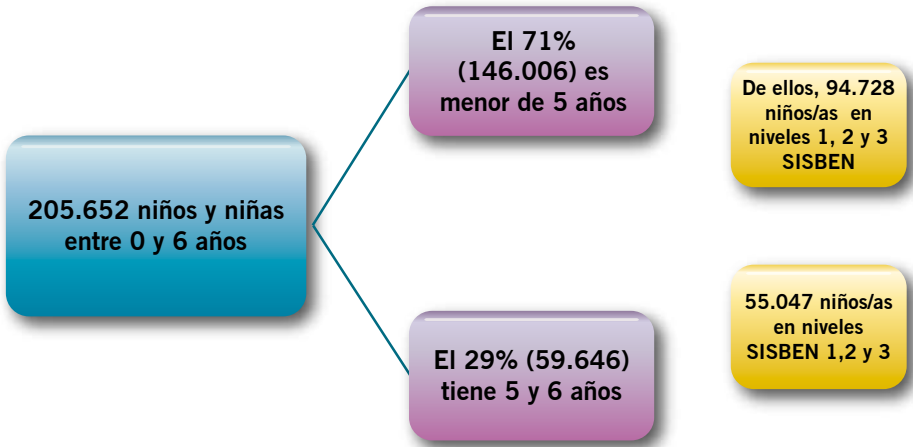 205.652 niños y niñas
entre 0 y 6 años
El 71%
(146.006) es
menor de 5 años
De ellos, 94.728
niños/as en
niveles 1, 2 y 3
SISBEN
El 29% (59.646)
tiene 5 y 6 años
55.047 niños/as
en niveles
SISBEN 1,2 y 3